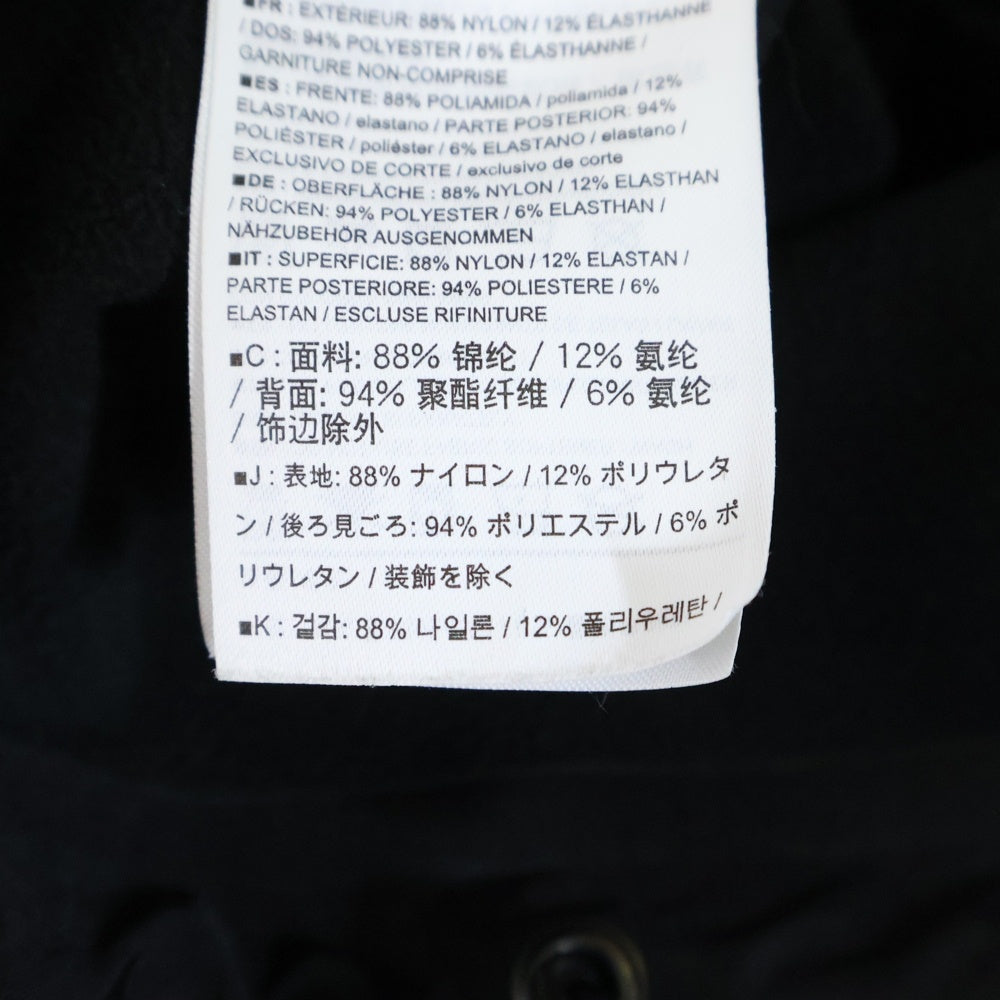 ■FR : EXTÉRIEUR: 88% NYLON / 12% ÉLASTHANNE
/ DOS: 94% POLYESTER / 6% ÉLASTHANNE /
GARNITURE NON-COMPRISE
■ES : FRENTE: 88% POLIAMIDA / poliamida / 12%
ELASTANO / elastano / PARTE POSTERIOR: 94%
POLIÉSTER / poliéster / 6% ELASTANO / elastano /
EXCLUSIVO DE CORTE / exclusivo de corte
■DE : OBERFLÄCHE : 88% NYLON / 12% ELASTHAN
/ RÜCKEN: 94% POLYESTER / 6% ELASTHAN /
NÄHZUBEHÖR AUSGENOMMEN
■IT : SUPERFICIE: 88% NYLON / 12% ELASTAN /
PARTE POSTERIORE: 94% POLIESTERE / 6%
ELASTAN / ESCLUSE RIFINITURE
■C : 面料: 88% 锦纶 / 12% 氨纶
/ 背面: 94% 聚酯纤维 / 6% 氨纶
/ 饰边除外
■J : 表地: 88% ナイロン / 12% ポリウレタ
ン / 後ろ見ごろ: 94% ポリエステル / 6% ポ
リウレタン / 装飾を除く
■K : 겉감: 88% 나일론 / 12% 폴리우레탄 /